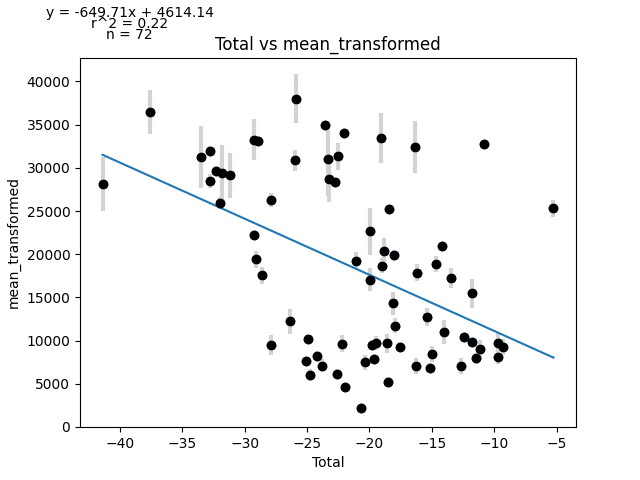 y = -649.71x + 4614.14
r^2 = 0.22
n = 72
Total vs mean_transformed
mean_transformed
40000
35000
30000
25000
20000
15000
10000
5000
0
−40 −35 −30 −25 −20 −15 −10 −5
Total